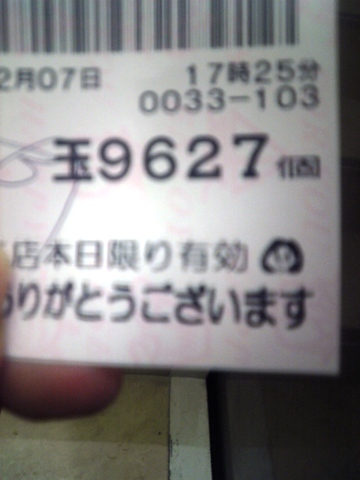 2月07日 17時25分
0033-103
玉9627個
店本日限り有効
りがとうございます